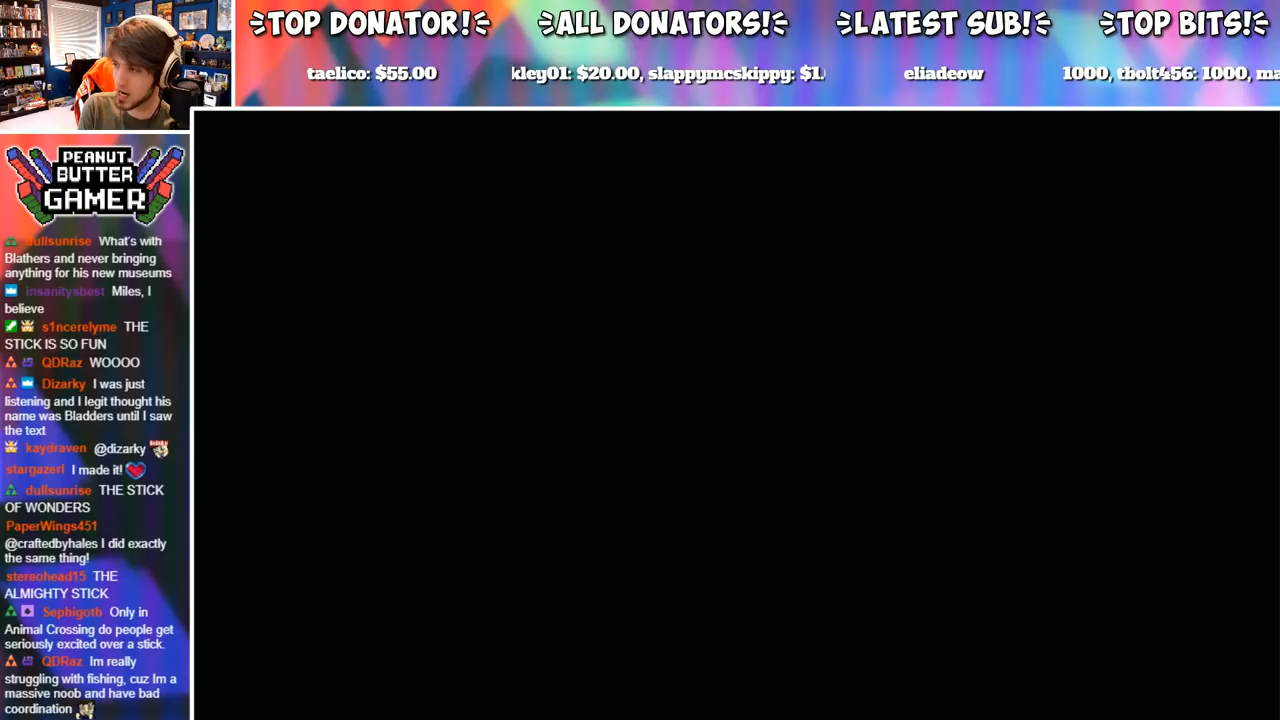 TOP DONATOR!
ALL DONATORS!
LATEST SUB!
TOP BITS!
taelico: $55.00
kley01: $20.00, slappymcskippy: $1.
eliadeow
1000, tbolt456: 1000, ma
PEANUT
BUTTER
GAMER
dullsunrise What's with
Blathers and never bringing
anything for his new museums
insanitysbest Miles, I
believe
s1ncerelyme THE
STICK IS SO FUN
QDRaz WOOOO
Dizarky I was just
listening and I legit thought his
name was Bladders until I saw
the text
kaydraven @dizarky
stargazerl I made it!
dullsunrise THE STICK
OF WONDERS
PaperWings451
@craftedbyhales I did exactly
the same thing!
stereohead15 THE
ALMIGHTY STICK
Sephigoth Only in
Animal Crossing do people get
seriously excited over a stick.
QDRaz Im really
struggling with fishing, cuz Im a
massive noob and have bad
coordination